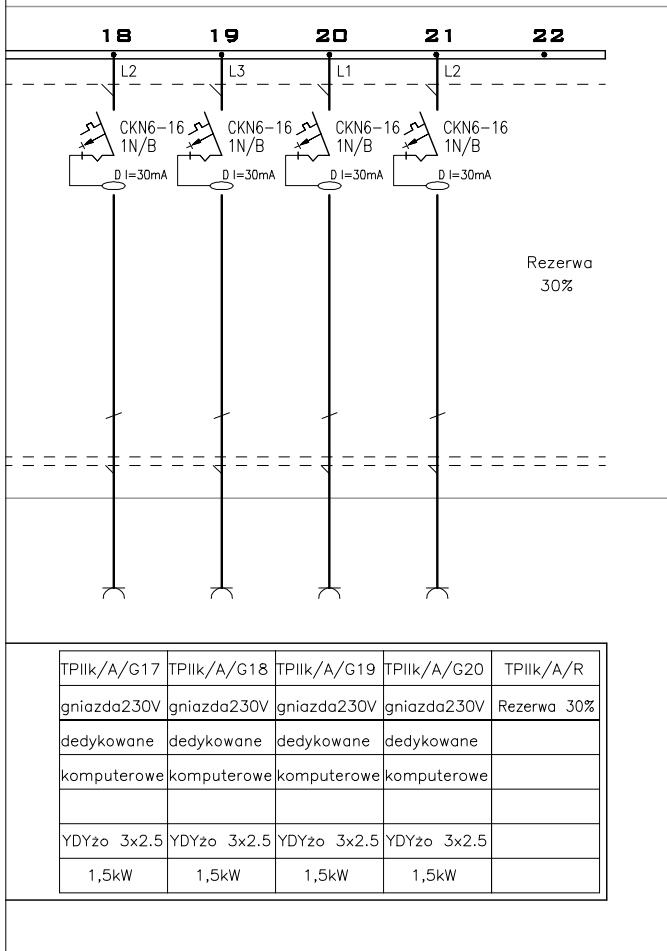 18 19 20 21 22
L2 L3 L1 L2
CKN6-16 CKN6-16 CKN6-16 CKN6-16
1N/B 1N/B 1N/B 1N/B
D I=30mA D I=30mA D I=30mA D I=30mA
Rezerwa
30%
TPIIk/A/G17 TPIIk/A/G18 TPIIk/A/G19 TPIIk/A/G20 TPIIk/A/R
gniazda230V gniazda230V gniazda230V gniazda230V Rezerwa 30%
dedykowane dedykowane dedykowane dedykowane
komputerowe komputerowe komputerowe komputerowe
YDYżo 3x2.5 YDYżo 3x2.5 YDYżo 3x2.5 YDYżo 3x2.5
1,5kW 1,5kW 1,5kW 1,5kW